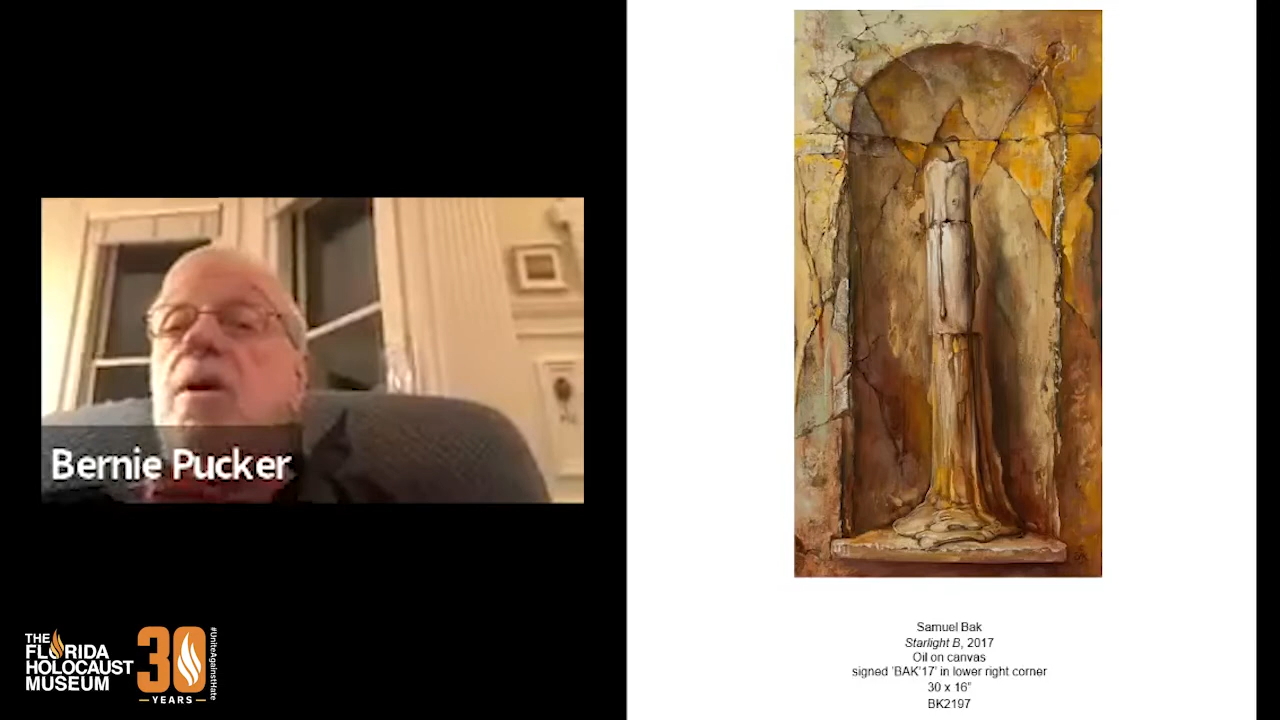 Bernie Pucker
THE
FLORIDA
HOLOCAUST
MUSEUM
30
YEARS
#UniteAgainstHate
Samuel Bak
Starlight B, 2017
Oil on canvas
signed 'BAK'17' in lower right corner
30 x 16"
BK2197